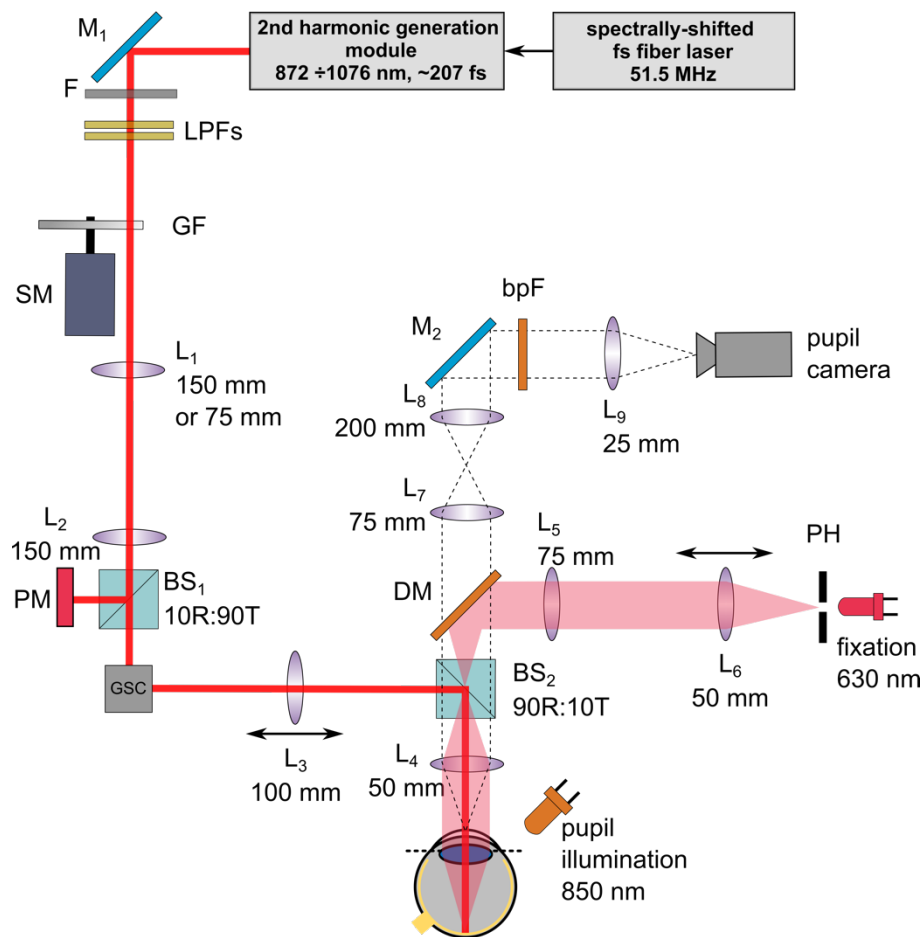 M1
2nd harmonic generation
module
872 ÷1076 nm, ~207 fs
spectrally-shifted
fs fiber laser
51.5 MHz
F
LPFs
GF
SM
L1
150 mm
or 75 mm
L2
150 mm
PM
BS1
10R:90T
GSC
L3
100 mm
M2
bpF
pupil
camera
L8
200 mm
L9
25 mm
L7
75 mm
L5
75 mm
PH
DM
L6
50 mm
fixation
630 nm
BS2
90R:10T
L4
50 mm
pupil
illumination
850 nm